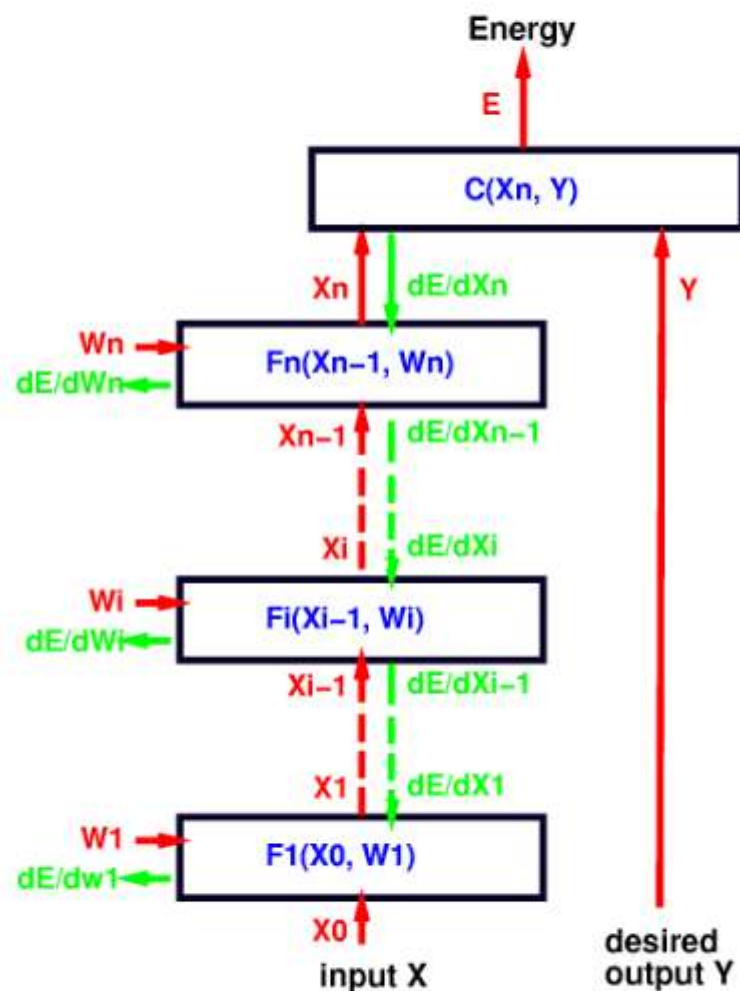 Energy
E
C(Xn, Y)
Xn
dE/dXn
Y
Wn
Fn(Xn−1, Wn)
dE/dWn
Xn−1
dE/dXn−1
Xi
dE/dXi
Wi
Fi(Xi−1, Wi)
dE/dWi
Xi−1
dE/dXi−1
X1
dE/dX1
W1
F1(X0, W1)
dE/dw1
X0
input X
desired
output Y